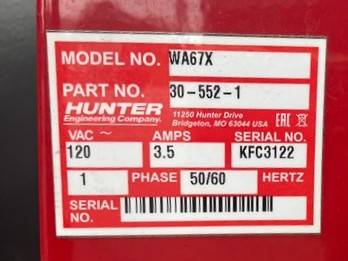 MODEL NO. WA67X
PART NO. 30-552-1
HUNTER
Engineering Company.
11250 Hunter Drive
Bridgeton, MO 63044 USA
EAC
VAC ~ AMPS SERIAL NO.
120 3.5 KFC3122
1 PHASE 50/60 HERTZ
SERIAL
NO.